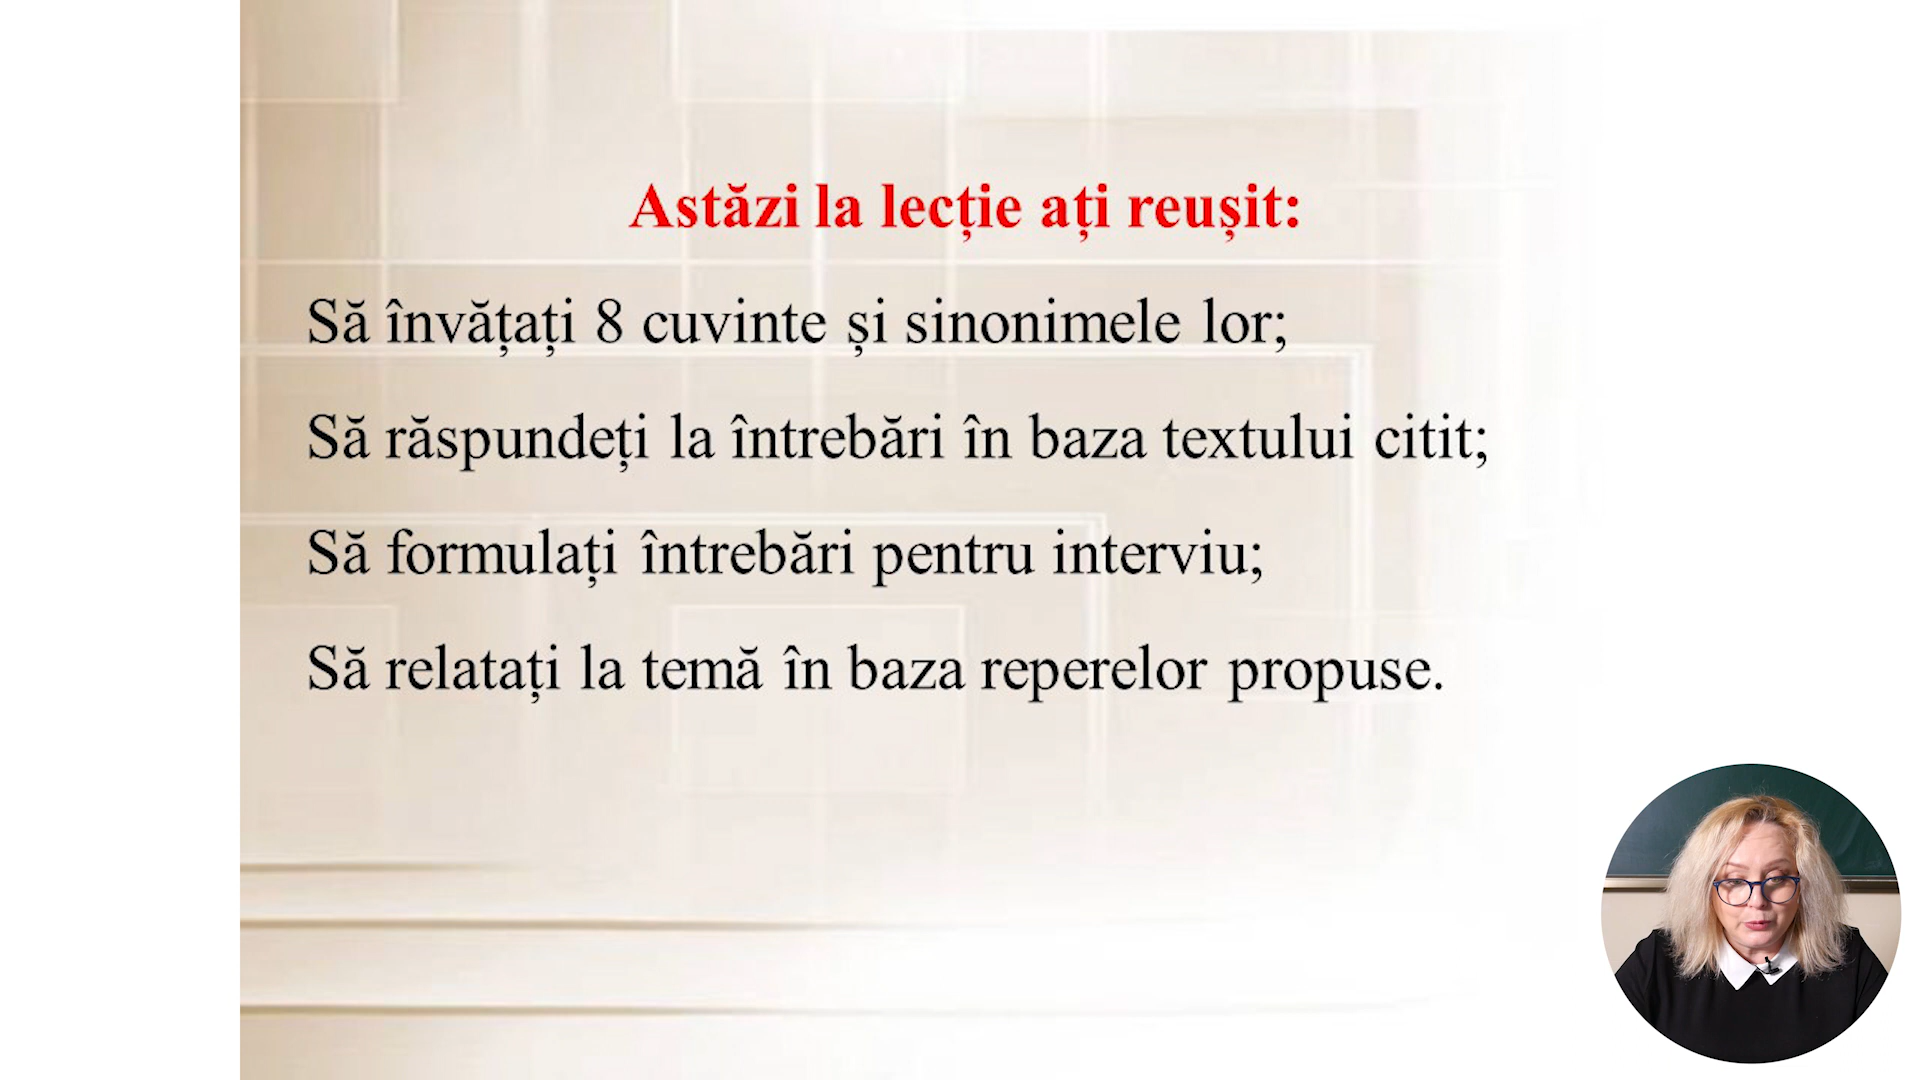 Astăzi la lecție ați reușit:
Să învățați 8 cuvinte și sinonimele lor;
Să răspundeți la întrebări în baza textului citit;
Să formulați întrebări pentru interviu;
Să relatați la temă în baza reperelor propuse.